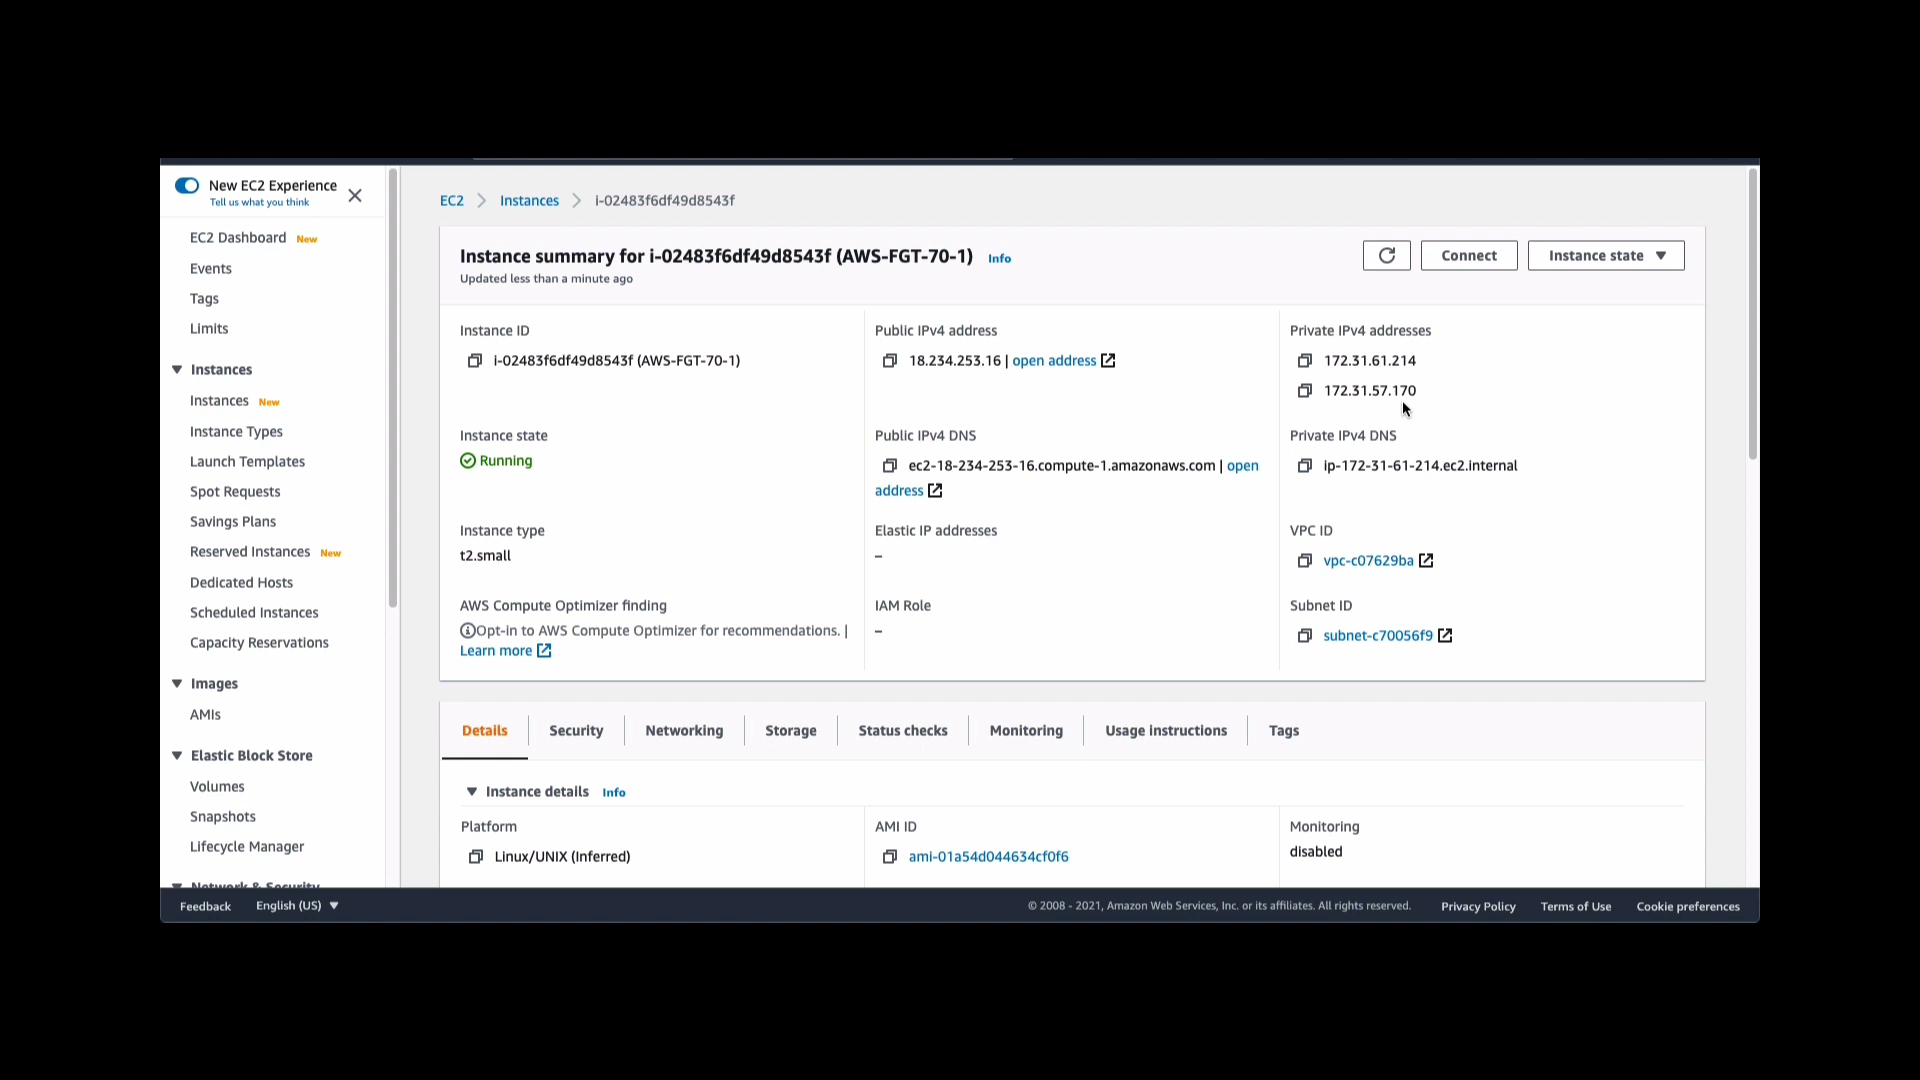 New EC2 Experience
Tell us what you think
EC2 Dashboard New
Events
Tags
Limits
Instances
Instances New
Instance Types
Launch Templates
Spot Requests
Savings Plans
Reserved Instances New
Dedicated Hosts
Scheduled Instances
Capacity Reservations
Images
AMIs
Elastic Block Store
Volumes
Snapshots
Lifecycle Manager
Network & Security
EC2 > Instances > i-02483f6df49d8543f
Instance summary for i-02483f6df49d8543f (AWS-FGT-70-1) Info
Updated less than a minute ago
Connect
Instance state
Instance ID
i-02483f6df49d8543f (AWS-FGT-70-1)
Public IPv4 address
18.234.253.16 | open address
Private IPv4 addresses
172.31.61.214
172.31.57.170
Instance state
Running
Public IPv4 DNS
ec2-18-234-253-16.compute-1.amazonaws.com | open
address
Private IPv4 DNS
ip-172-31-61-214.ec2.internal
Instance type
t2.small
Elastic IP addresses
–
VPC ID
vpc-c07629ba
AWS Compute Optimizer finding
Opt-in to AWS Compute Optimizer for recommendations. |
Learn more
IAM Role
–
Subnet ID
subnet-c70056f9
Details
Security
Networking
Storage
Status checks
Monitoring
Usage instructions
Tags
Instance details Info
Platform
Linux/UNIX (Inferred)
AMI ID
ami-01a54d044634cf0f6
Monitoring
disabled
Feedback
English (US)
© 2008 - 2021, Amazon Web Services, Inc. or its affiliates. All rights reserved.
Privacy Policy
Terms of Use
Cookie preferences